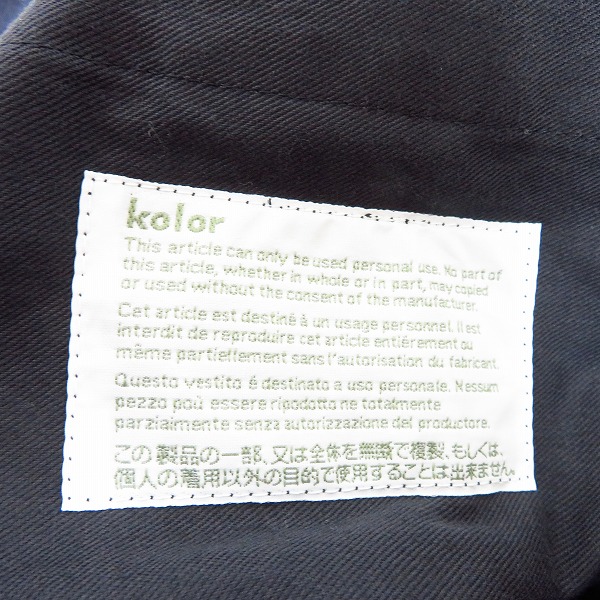 kolor
This article can only be used personal use. No part of
this article, whether in whole or in part, may copied
or used without the consent of the manufacturer.
Cet article est destiné à un usage personnel. Il est
interdit de reproduire cet article entièrement ou
même partieffement sans l'autorisation du fabricant.
Questo vestito é destinato a uso personale. Nessum
pezzo poù essere ripodotto ne totalmente
parziaimente senza autorizzazione del productore.
この製品の一部、又は全体を無断で複製、もしくは、
個人の着用以外の目的で使用することは出来ません。